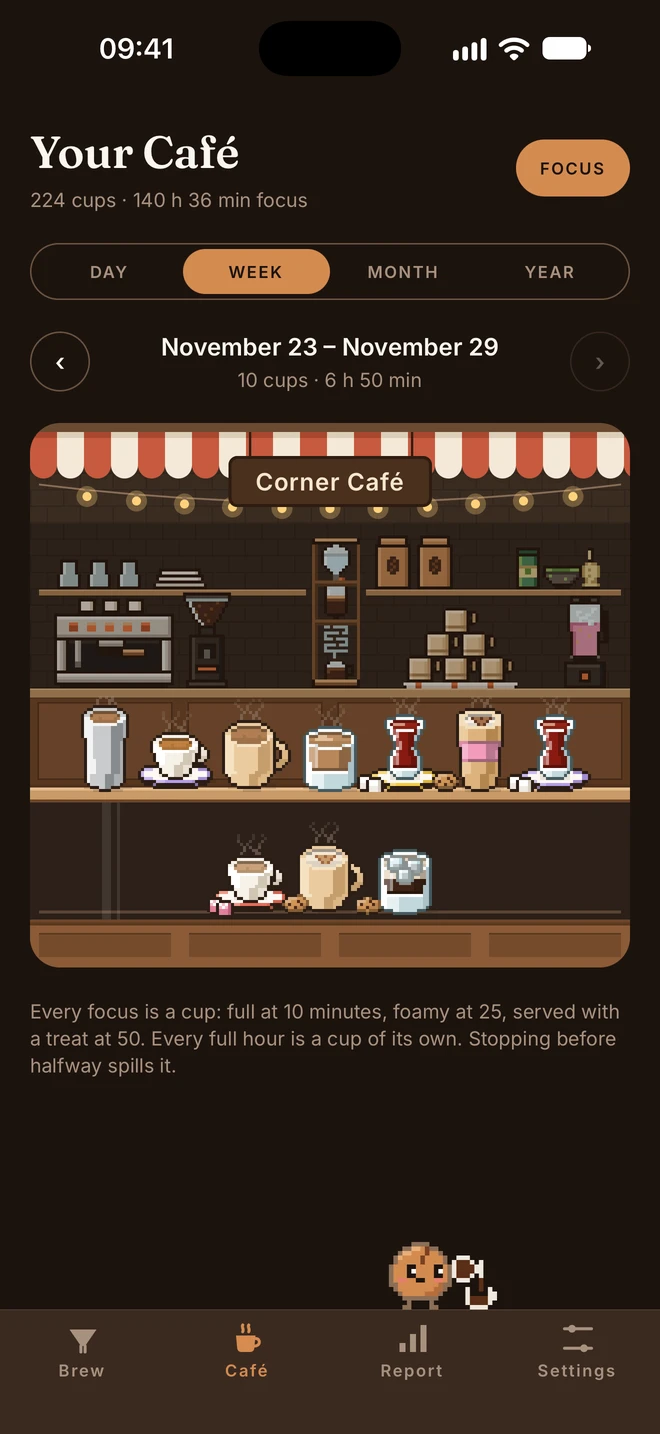 09:41
Your Café
224 cups · 140 h 36 min focus
FOCUS
DAY
WEEK
MONTH
YEAR
‹
November 23 – November 29
›
10 cups · 6 h 50 min
Corner Café
Every focus is a cup: full at 10 minutes, foamy at 25, served with
a treat at 50. Every full hour is a cup of its own. Stopping before
halfway spills it.
Brew
Café
Report
Settings